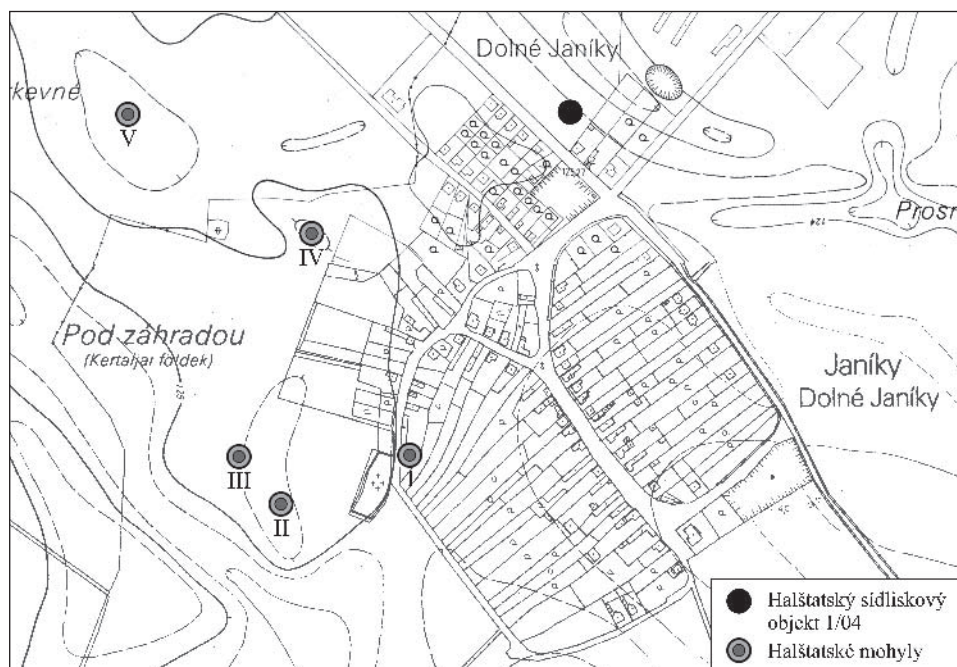 Dolné Janíky
kevné
V
IV
Prosn
Pod záhradou
(Kertaljai földek)
Janíky
Dolné Janíky
III
I
II
Halštatský sídliskový
objekt 1/04
Halštatské mohyly